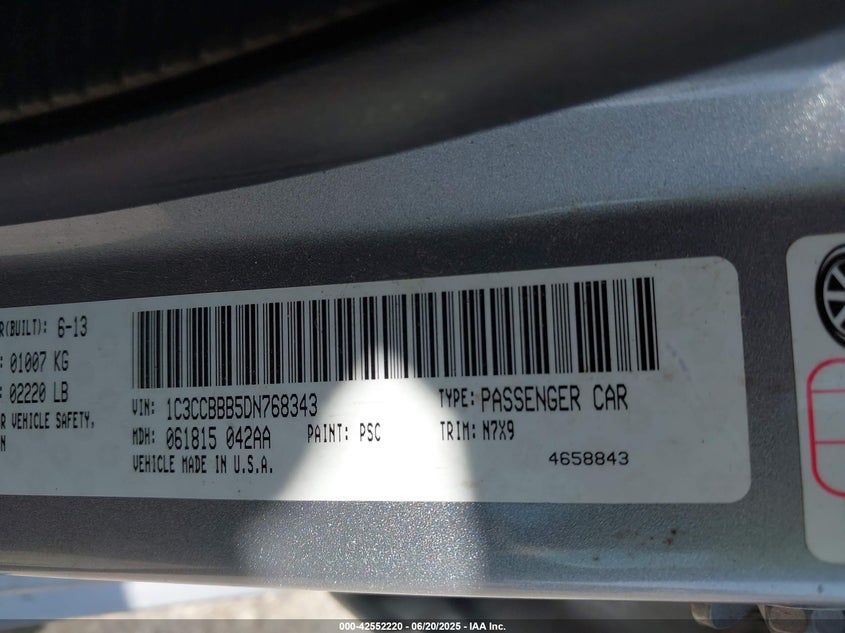 R(BUILT): 6-13
: 01007 KG
: 02220 LB
R VEHICLE SAFETY,
N
VIN: 1C3CCBBB5DN768343 TYPE: PASSENGER CAR
MDH: 061815 042AA PAINT: PSC TRIM: N7X9
VEHICLE MADE IN U.S.A. 4658843
000-42552220 - 06/20/2025 - IAA Inc.